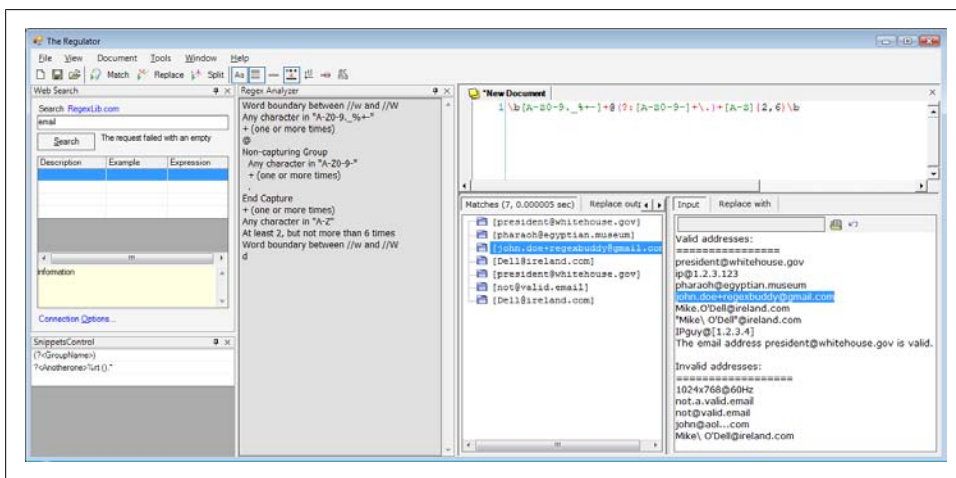 The Regulator
File View Document Tools Window Help
Match Replace Split As
Web Search
Search RegexLib.com
email
Search The request failed with an empty
Description Example Expression
Information
Connection Options...
SnippetsControl
(?<GroupName>)
Regex Analyzer
Word boundary between //w and //W
Any character in "A-Z0-9._%+-"
+ (one or more times)
@
Non-capturing Group
Any character in "A-Z0-9-"
+ (one or more times)
.
End Capture
+ (one or more times)
Any character in "A-Z"
At least 2, but not more than 6 times
Word boundary between //w and //W
d
*New Document
1 \b[A-Z0-9._%+-]+@(?:[A-Z0-9-]+\.)+[A-Z]{2,6}\b
Matches (7, 0.000005 sec) Replace outp
[president@whitehouse.gov]
[pharaoh@egyptian.museum]
[john.doe+regexbuddy@gmail.com
[Dell@ireland.com]
[president@whitehouse.gov]
[not@valid.email]
[Dell@ireland.com]
Input Replace with
Valid addresses:
================
president@whitehouse.gov
ip@1.2.3.123
pharaoh@egyptian.museum
john.doe+regexbuddy@gmail.com
Mike.O'Dell@ireland.com
"Mike\ O'Dell"@ireland.com
IPguy@[1.2.3.4]
The email address president@whitehouse.gov is valid.
Invalid addresses:
==================
1024x768@60Hz
not.a.valid.email
not@valid.email
john@aol...com
Mike\ O'Dell@ireland.com